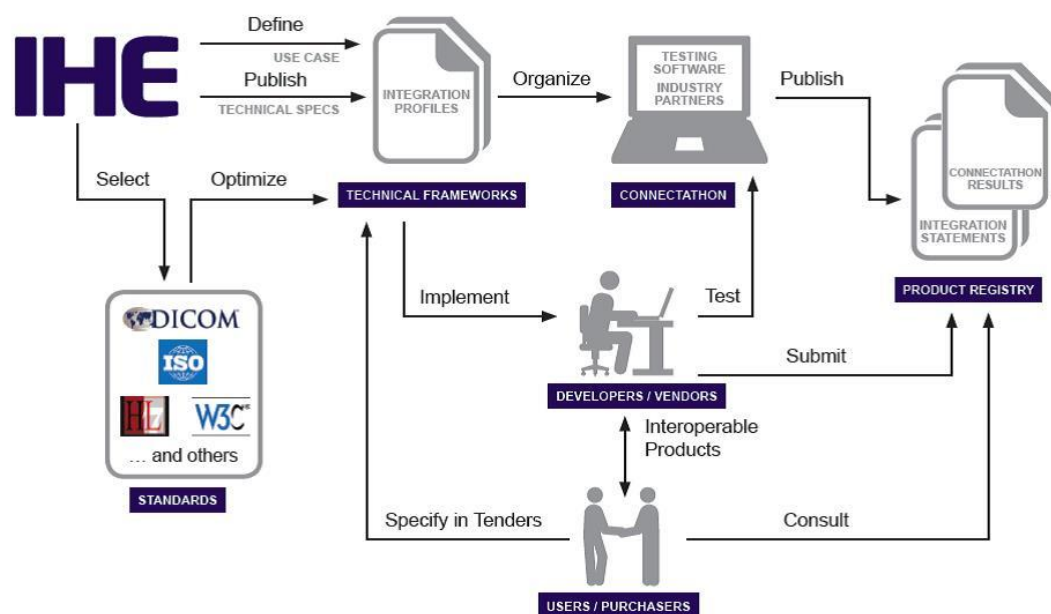 IHE
Define
USE CASE
Publish
TECHNICAL SPECS
INTEGRATION
PROFILES
TECHNICAL FRAMEWORKS
Organize
TESTING
SOFTWARE
INDUSTRY
PARTNERS
CONNECTATHON
Publish
CONNECTATHON
RESULTS
INTEGRATION
STATEMENTS
PRODUCT REGISTRY
Select
Optimize
DICOM
ISO
HL7
W3C
... and others
STANDARDS
Implement
Test
DEVELOPERS / VENDORS
Submit
Interoperable
Products
Specify in Tenders
Consult
USERS / PURCHASERS